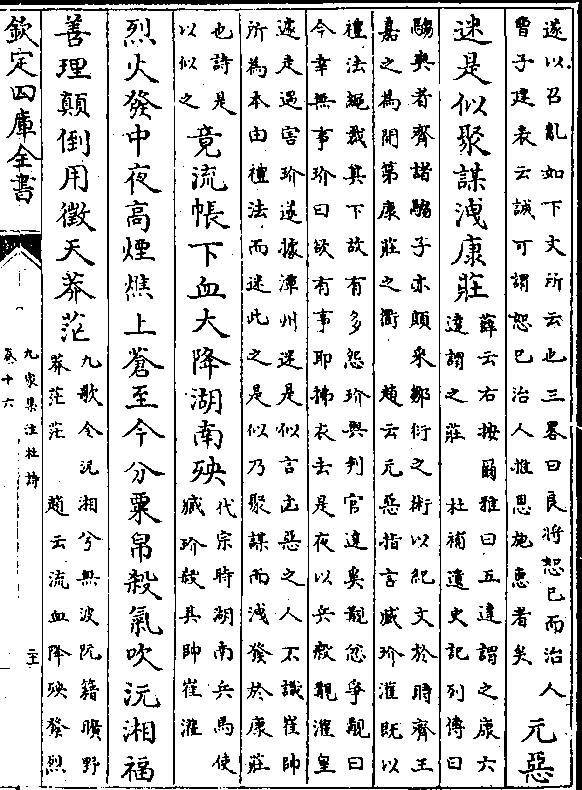 遂以召亂如下文所云也三畧曰良將恕已而治人
曹子建表云誠可謂恕已治人推恩施惠者矣
元惡
迷是似聚謀洩康莊
薛云右按爾雅曰五達謂之康六
達謂之莊　杜補遺史記列傳曰
騶奭者齊諸騶子亦頗采鄒衍之術以紀文於時齊王
嘉之為開第康莊之衢　趙云元惡指言臧玠灌既以
禮法繩裁其下故有多怨玠與判官達奚覯忿爭覯曰
今幸無事玠曰欲有事耶拂衣去是夜以兵殺覯灌皇
遽走遇害玠遂據潭州迷是似言元惡之人不識崔帥
所為本由禮法而迷此之是似乃聚謀而洩發於康莊
也詩是
以似之
竟流帳下血大降湖南殃
代宗時湖南兵馬使
臧玠殺其帥崔灌
烈火發中夜高煙燋上蒼至今分粟帛殺氣吹沅湘福
善理顛倒用徵天莽茫
九歌令沅湘兮無波阮籍曠野
莽茫茫　趙云流血降殃發烈
欽定四庫全書
九家集注杜詩
卷十六